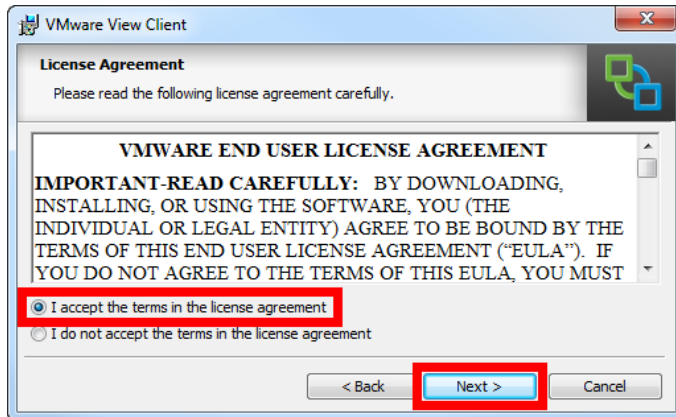 VMware View Client
License Agreement
Please read the following license agreement carefully.
VMWARE END USER LICENSE AGREEMENT
IMPORTANT-READ CAREFULLY: BY DOWNLOADING,
INSTALLING, OR USING THE SOFTWARE, YOU (THE
INDIVIDUAL OR LEGAL ENTITY) AGREE TO BE BOUND BY THE
TERMS OF THIS END USER LICENSE AGREEMENT (“EULA”). IF
YOU DO NOT AGREE TO THE TERMS OF THIS EULA, YOU MUST
I accept the terms in the license agreement
I do not accept the terms in the license agreement
< Back Next > Cancel